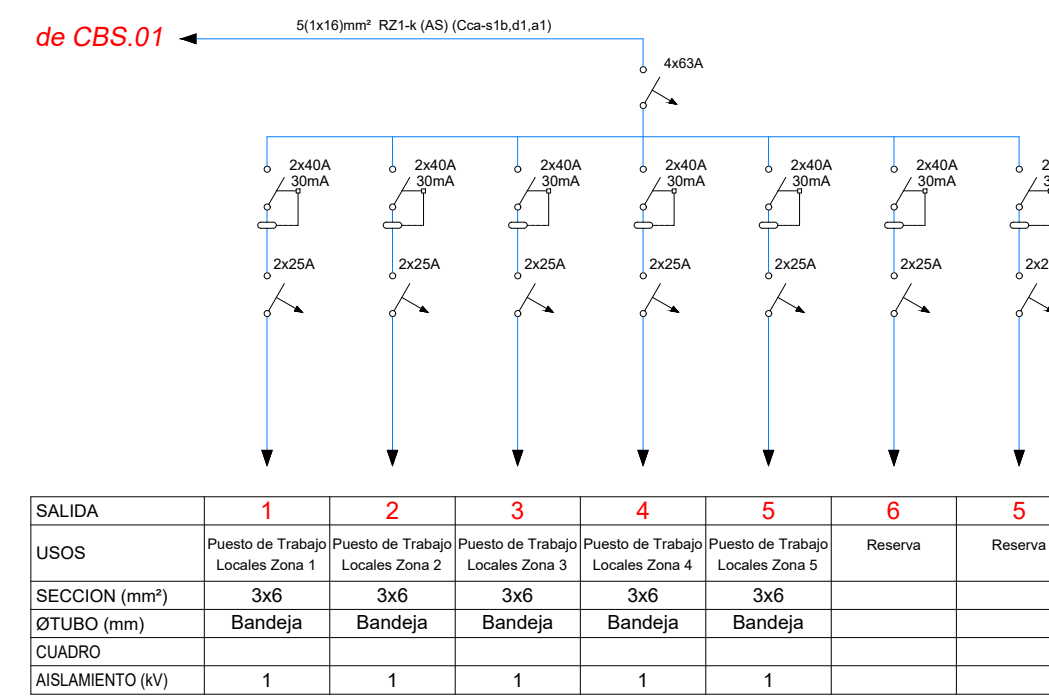 5(1x16)mm² RZ1-k (AS) (Cca-s1b,d1,a1)
de CBS.01
4x63A
2x40A 2x40A 2x40A 2x40A 2x40A 2x40A 2
30mA 30mA 30mA 30mA 30mA 30mA 3
2x25A 2x25A 2x25A 2x25A 2x25A 2x25A 2x2
SALIDA 1 2 3 4 5 6 5
USOS Puesto de Trabajo Locales Zona 1 Puesto de Trabajo Locales Zona 2 Puesto de Trabajo Locales Zona 3 Puesto de Trabajo Locales Zona 4 Puesto de Trabajo Locales Zona 5 Reserva Reserva
SECCION (mm²) 3x6 3x6 3x6 3x6 3x6
ØTUBO (mm) Bandeja Bandeja Bandeja Bandeja Bandeja
CUADRO
AISLAMIENTO (kV) 1 1 1 1 1